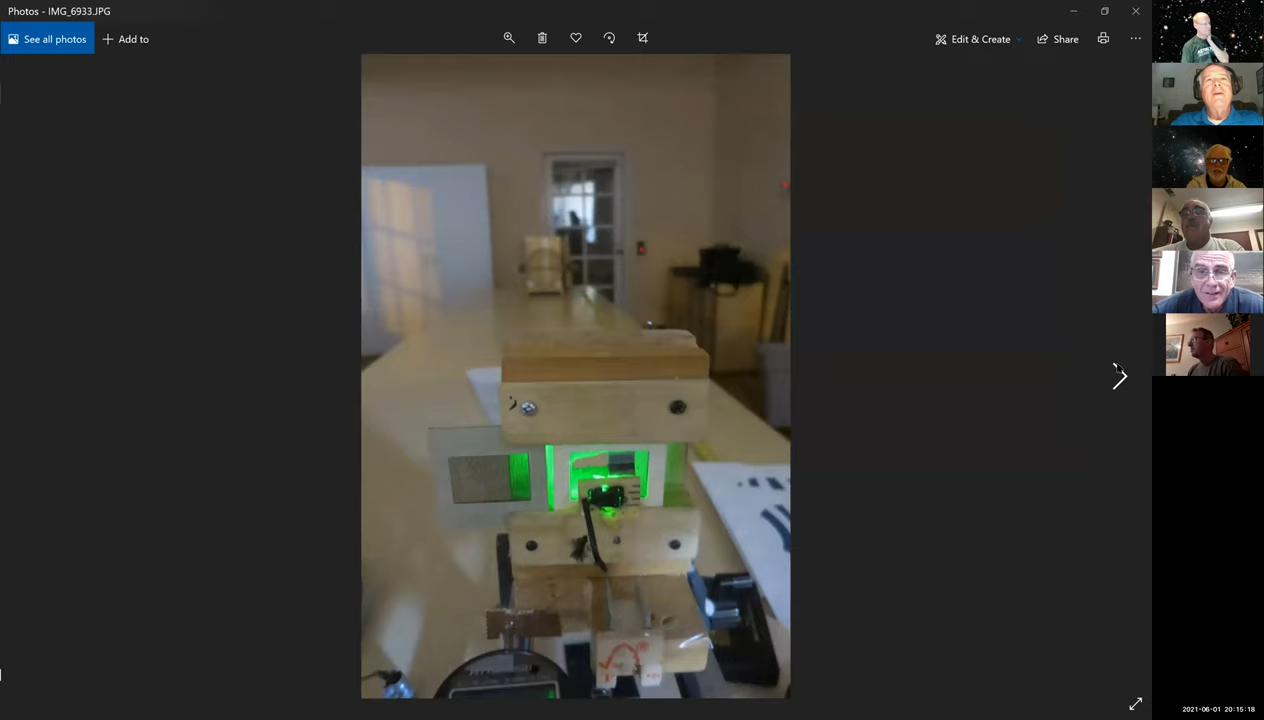 Photos - IMG_6933.JPG
See all photos
Add to
Edit & Create
Share
2021-06-01 20:15:18